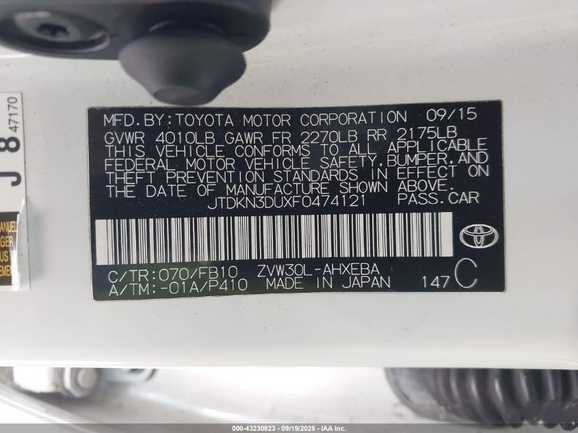 MFD.BY:TOYOTA MOTOR CORPORATION 09/15
GVWR 4010LB GAWR FR 2270LB RR 2175LB
THIS VEHICLE CONFORMS TO ALL APPLICABLE
FEDERAL MOTOR VEHICLE SAFETY,BUMPER,AND
THEFT PREVENTION STANDARDS IN EFFECT ON
THE DATE OF MANUFACTURE SHOWN ABOVE.
JTDKN3DUXF0474121 PASS.CAR
C/TR:070/FB10 ZVW30L-AHXEBA
A/TM:-01A/P410 MADE IN JAPAN 147 C
TOYOTA
J 8
47170
000-43230823 - 09/19/2025 - IAA Inc.